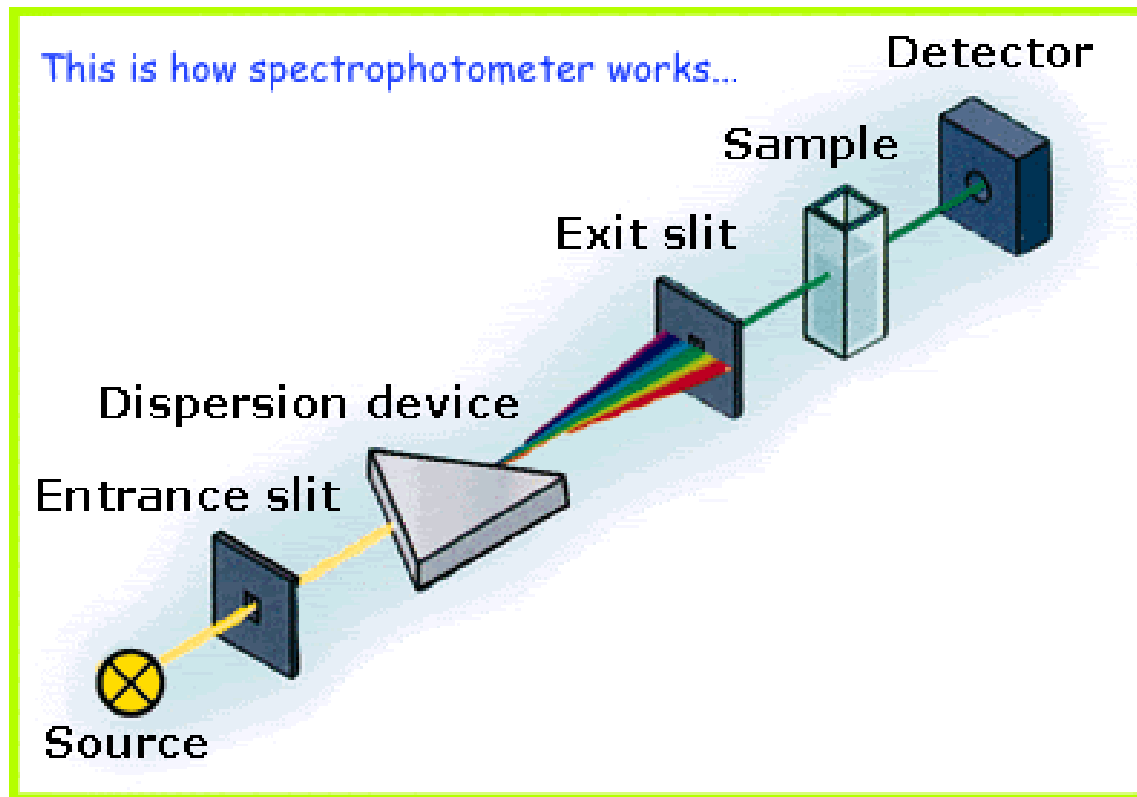 This is how spectrophotometer works...
Detector
Sample
Exit slit
Dispersion device
Entrance slit
Source